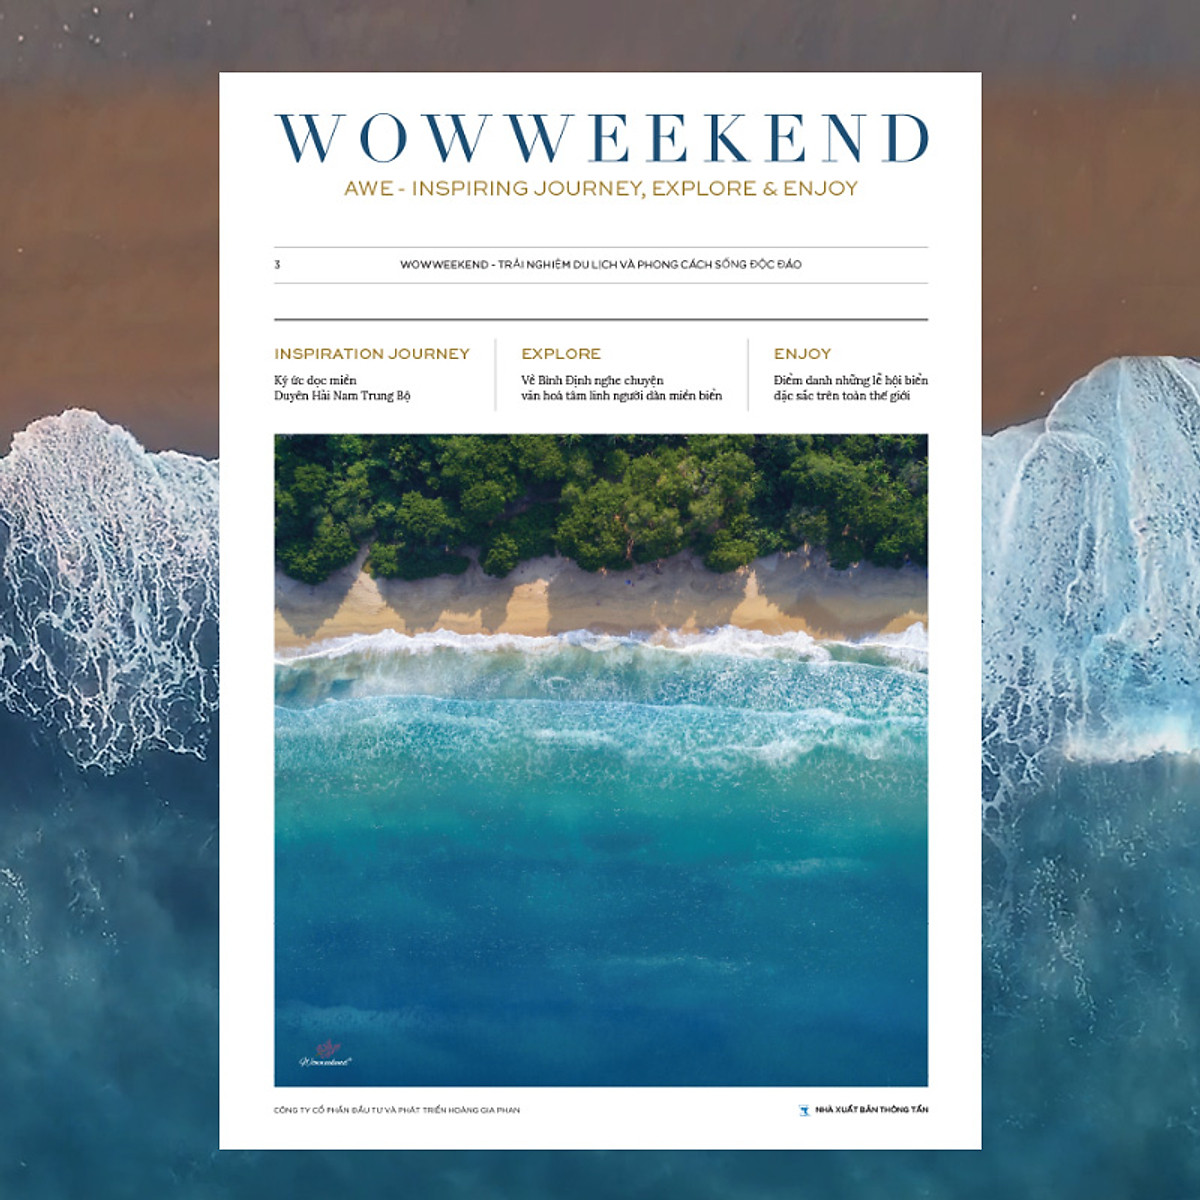 WOWWEEKEND
AWE - INSPIRING JOURNEY, EXPLORE & ENJOY
3
WOWWEEKEND - TRẢI NGHIỆM DU LỊCH VÀ PHONG CÁCH SỐNG ĐỘC ĐÁO
INSPIRATION JOURNEY
Ký ức dọc miền
Duyên Hải Nam Trung Bộ
EXPLORE
Về Bình Định nghe chuyện
văn hoá tâm linh người dân miền biển
ENJOY
Điểm danh những lễ hội biển
đặc sắc trên toàn thế giới
Wowweekend®
CÔNG TY CỔ PHẦN ĐẦU TƯ VÀ PHÁT TRIỂN HOÀNG GIA PHAN
NHÀ XUẤT BẢN THÔNG TẤN